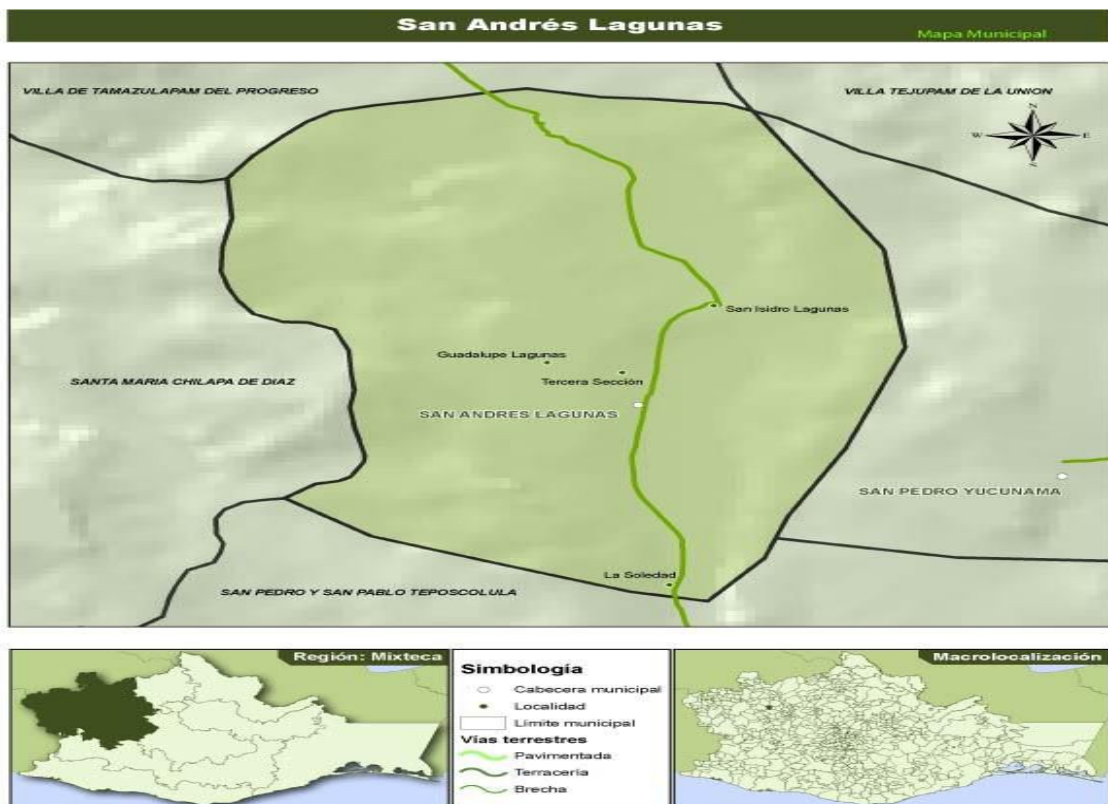 San Andrés Lagunas
Mapa Municipal
VILLA DE TAMAZULAPAM DEL PROGRESO
VILLA TEJUPAM DE LA UNION
N
W E
S
San Isidro Lagunas
Guadalupe Lagunas
Tercera Sección
SANTA MARIA CHILAPA DE DIAZ
SAN ANDRES LAGUNAS
SAN PEDRO YUCUNAMA
La Soledad
SAN PEDRO Y SAN PABLO TEPOSCOLULA
Región: Mixteca
Simbología
Cabecera municipal
Localidad
Límite municipal
Vías terrestres
Pavimentada
Terracería
Brecha
Macrolocalización